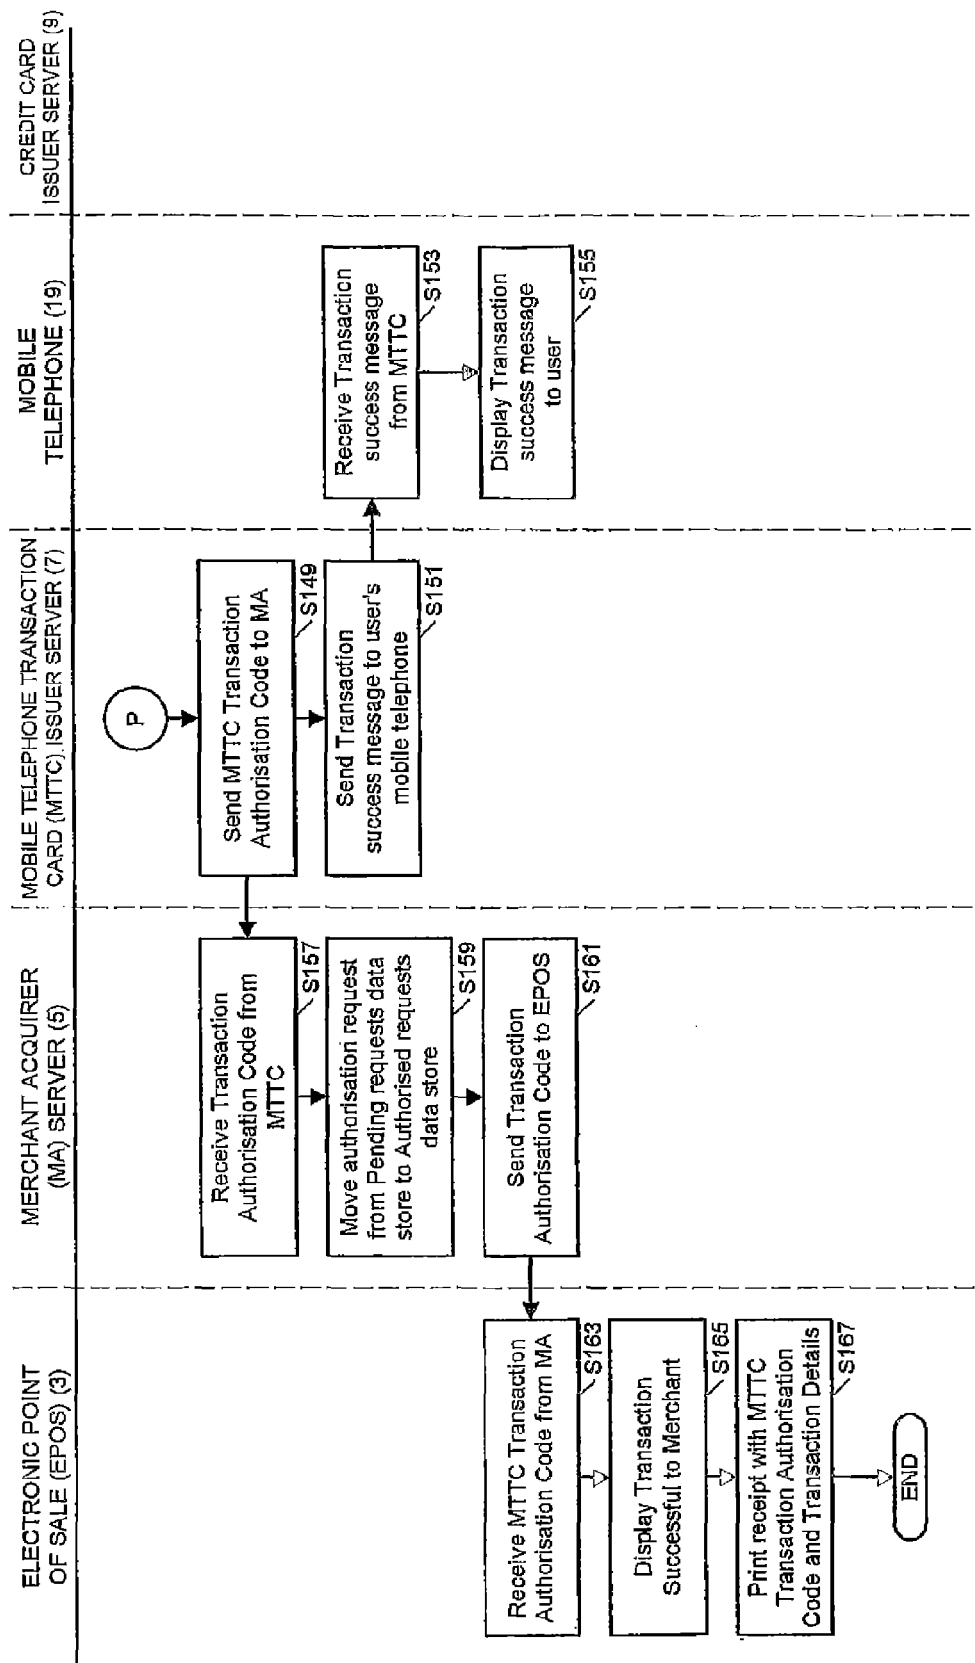 ELECTRONIC POINT
OF SALE (EPOS) (3)
MERCHANT ACQUIRER
(MA) SERVER (5)
MOBILE TELEPHONE TRANSACTION
CARD (MTTC) ISSUER SERVER (7)
MOBILE
TELEPHONE (19)
CREDIT CARD
ISSUER SERVER (9)
P
Send MTTC Transaction
Authorisation Code to MA
S149
Send Transaction
success message to user's
mobile telephone
S151
Receive Transaction
success message
from MTTC
S153
Display Transaction
success message
to user
S155
Receive Transaction
Authorisation Code from
MTTC
S157
Move authorisation request
from Pending requests data
store to Authorised requests
data store
S159
Send Transaction
Authorisation Code to EPOS
S161
Receive MTTC Transaction
Authorisation Code from MA
S163
Display Transaction
Successful to Merchant
S165
Print receipt with MTTC
Transaction Authorisation
Code and Transaction Details
S167
END